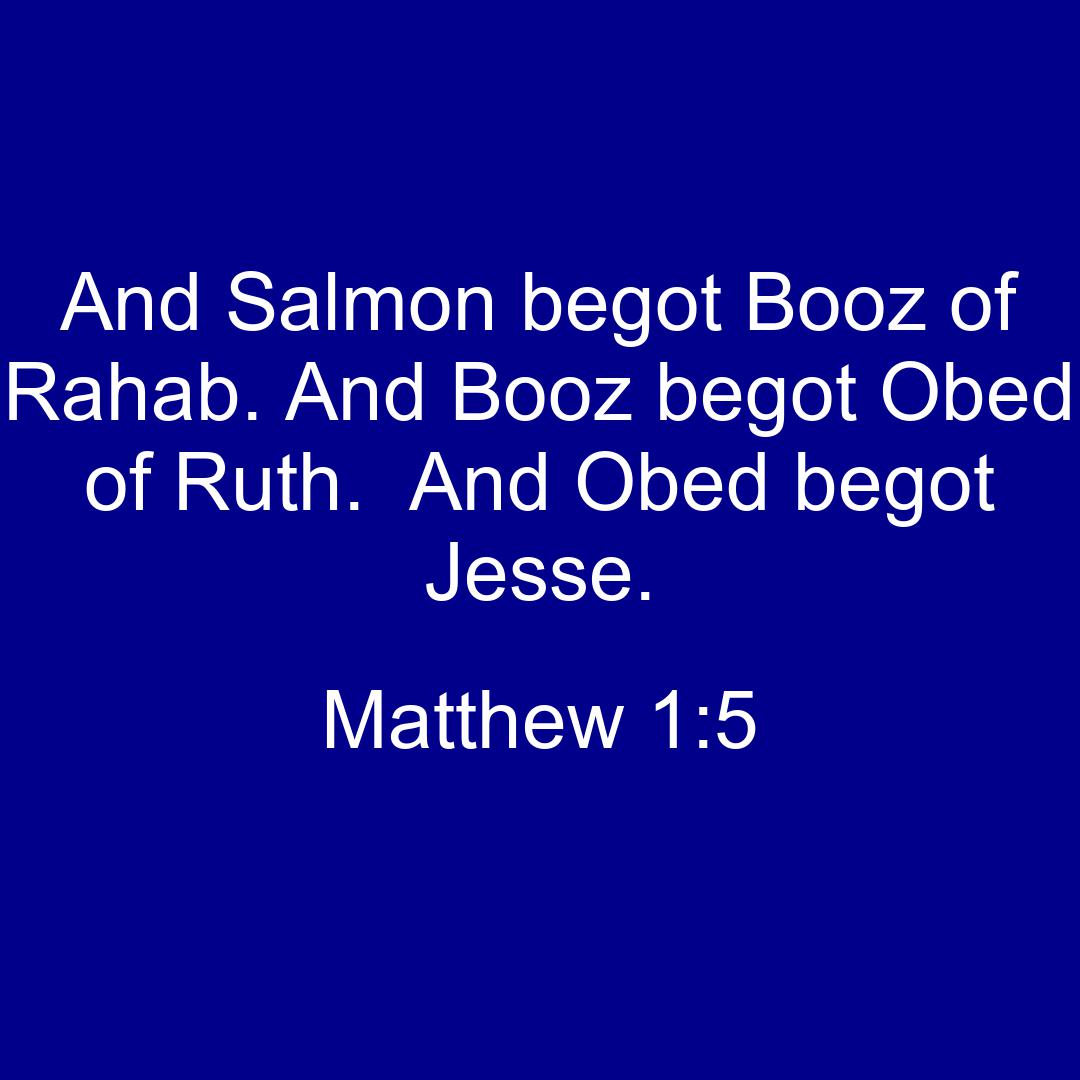 And Salmon begot Booz of
Rahab. And Booz begot Obed
of Ruth.  And Obed begot
Jesse.
Matthew 1:5